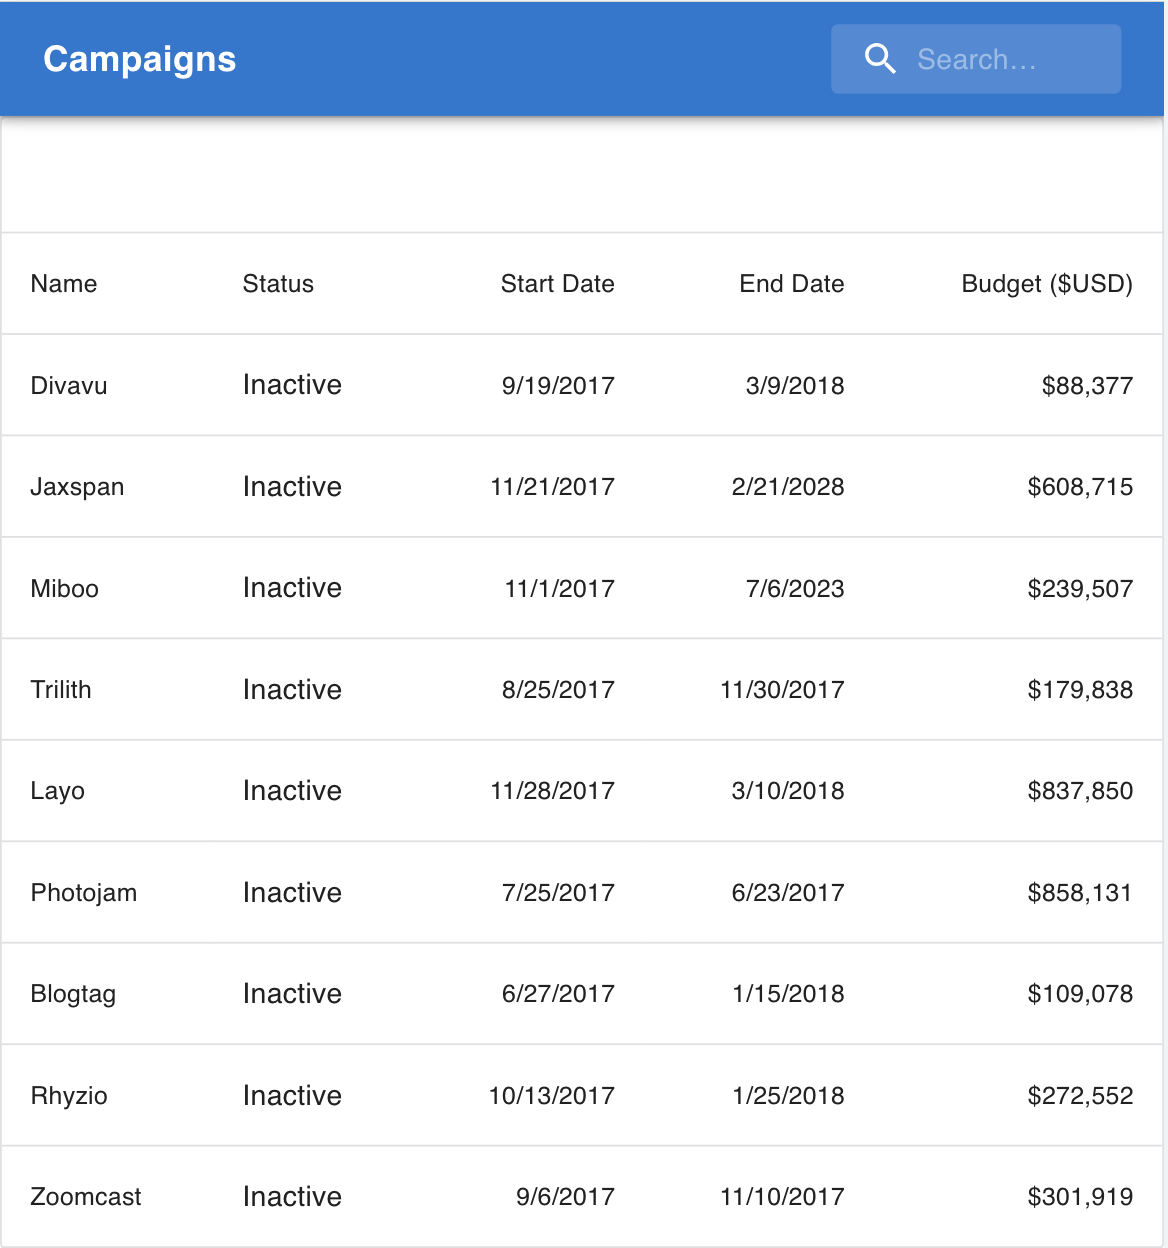 Campaigns
Search…
Name Status Start Date End Date Budget ($USD)
Divavu Inactive 9/19/2017 3/9/2018 $88,377
Jaxspan Inactive 11/21/2017 2/21/2028 $608,715
Miboo Inactive 11/1/2017 7/6/2023 $239,507
Trilith Inactive 8/25/2017 11/30/2017 $179,838
Layo Inactive 11/28/2017 3/10/2018 $837,850
Photojam Inactive 7/25/2017 6/23/2017 $858,131
Blogtag Inactive 6/27/2017 1/15/2018 $109,078
Rhyzio Inactive 10/13/2017 1/25/2018 $272,552
Zoomcast Inactive 9/6/2017 11/10/2017 $301,919